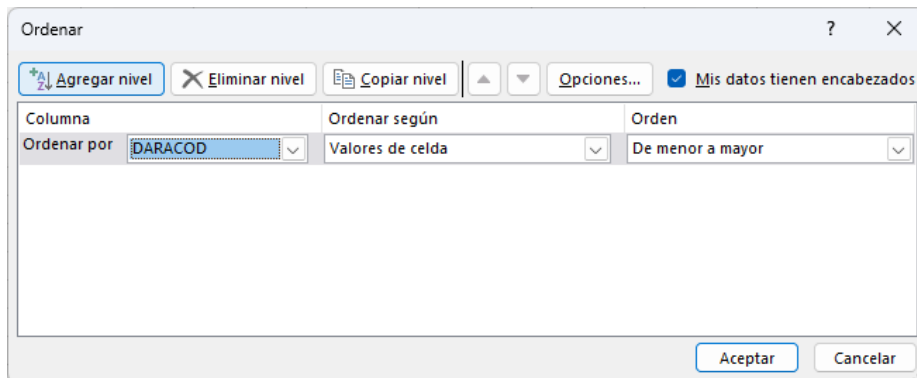 Ordenar ?
Agregar nivel Eliminar nivel Copiar nivel Opciones... Mis datos tienen encabezados
Columna Ordenar según Orden
Ordenar por DARACOD Valores de celda De menor a mayor
Aceptar Cancelar